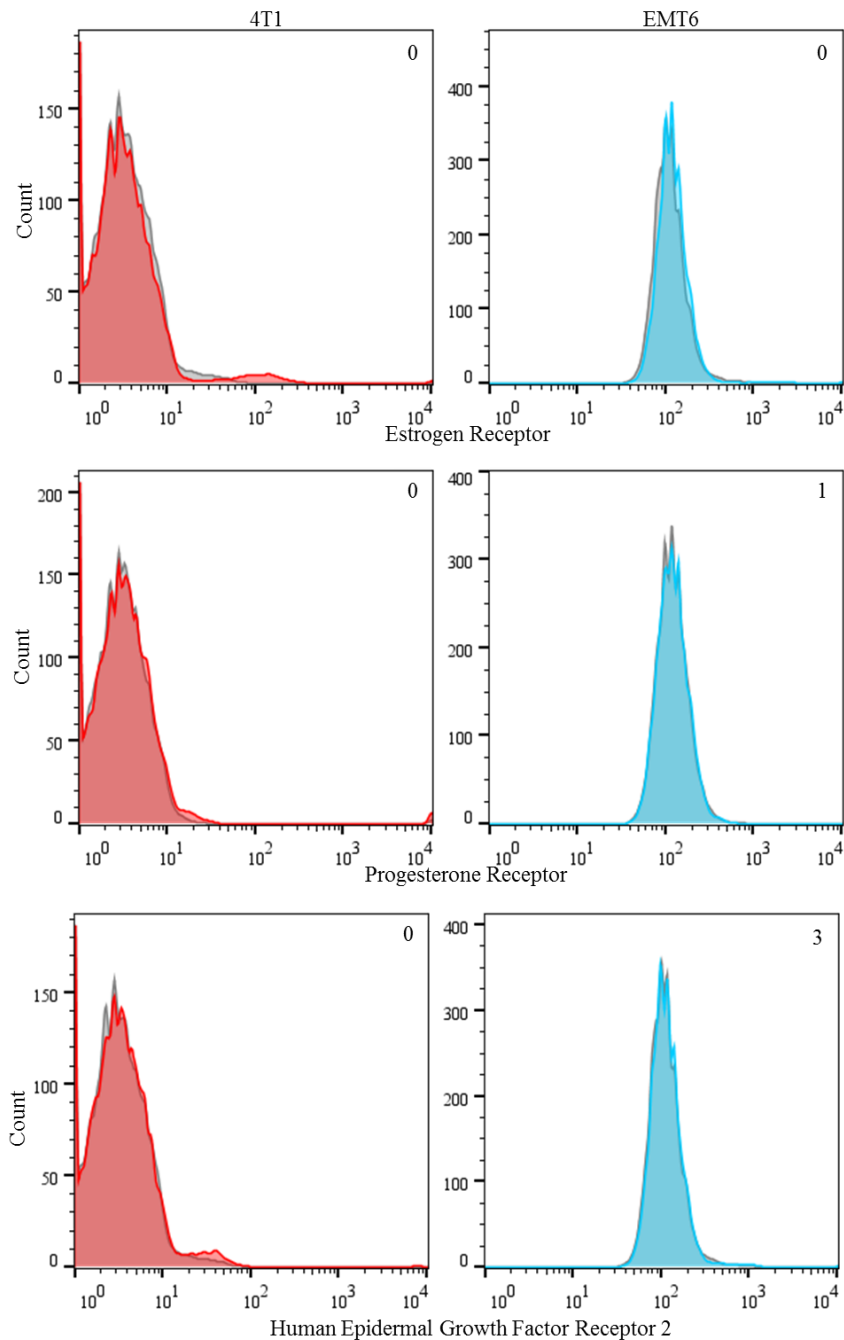 4T1 EMT6
0 0
150 400
300
100 200
50 100
0 0
Count
10^0 10^1 10^2 10^3 10^4 10^0 10^1 10^2 10^3 10^4
Estrogen Receptor
0 1
200 400
150 300
100 200
50 100
0 0
Count
10^0 10^1 10^2 10^3 10^4 10^0 10^1 10^2 10^3 10^4
Progesterone Receptor
0 3
400
150 300
100 200
50 100
0 0
Count
10^0 10^1 10^2 10^3 10^4 10^0 10^1 10^2 10^3 10^4
Human Epidermal Growth Factor Receptor 2